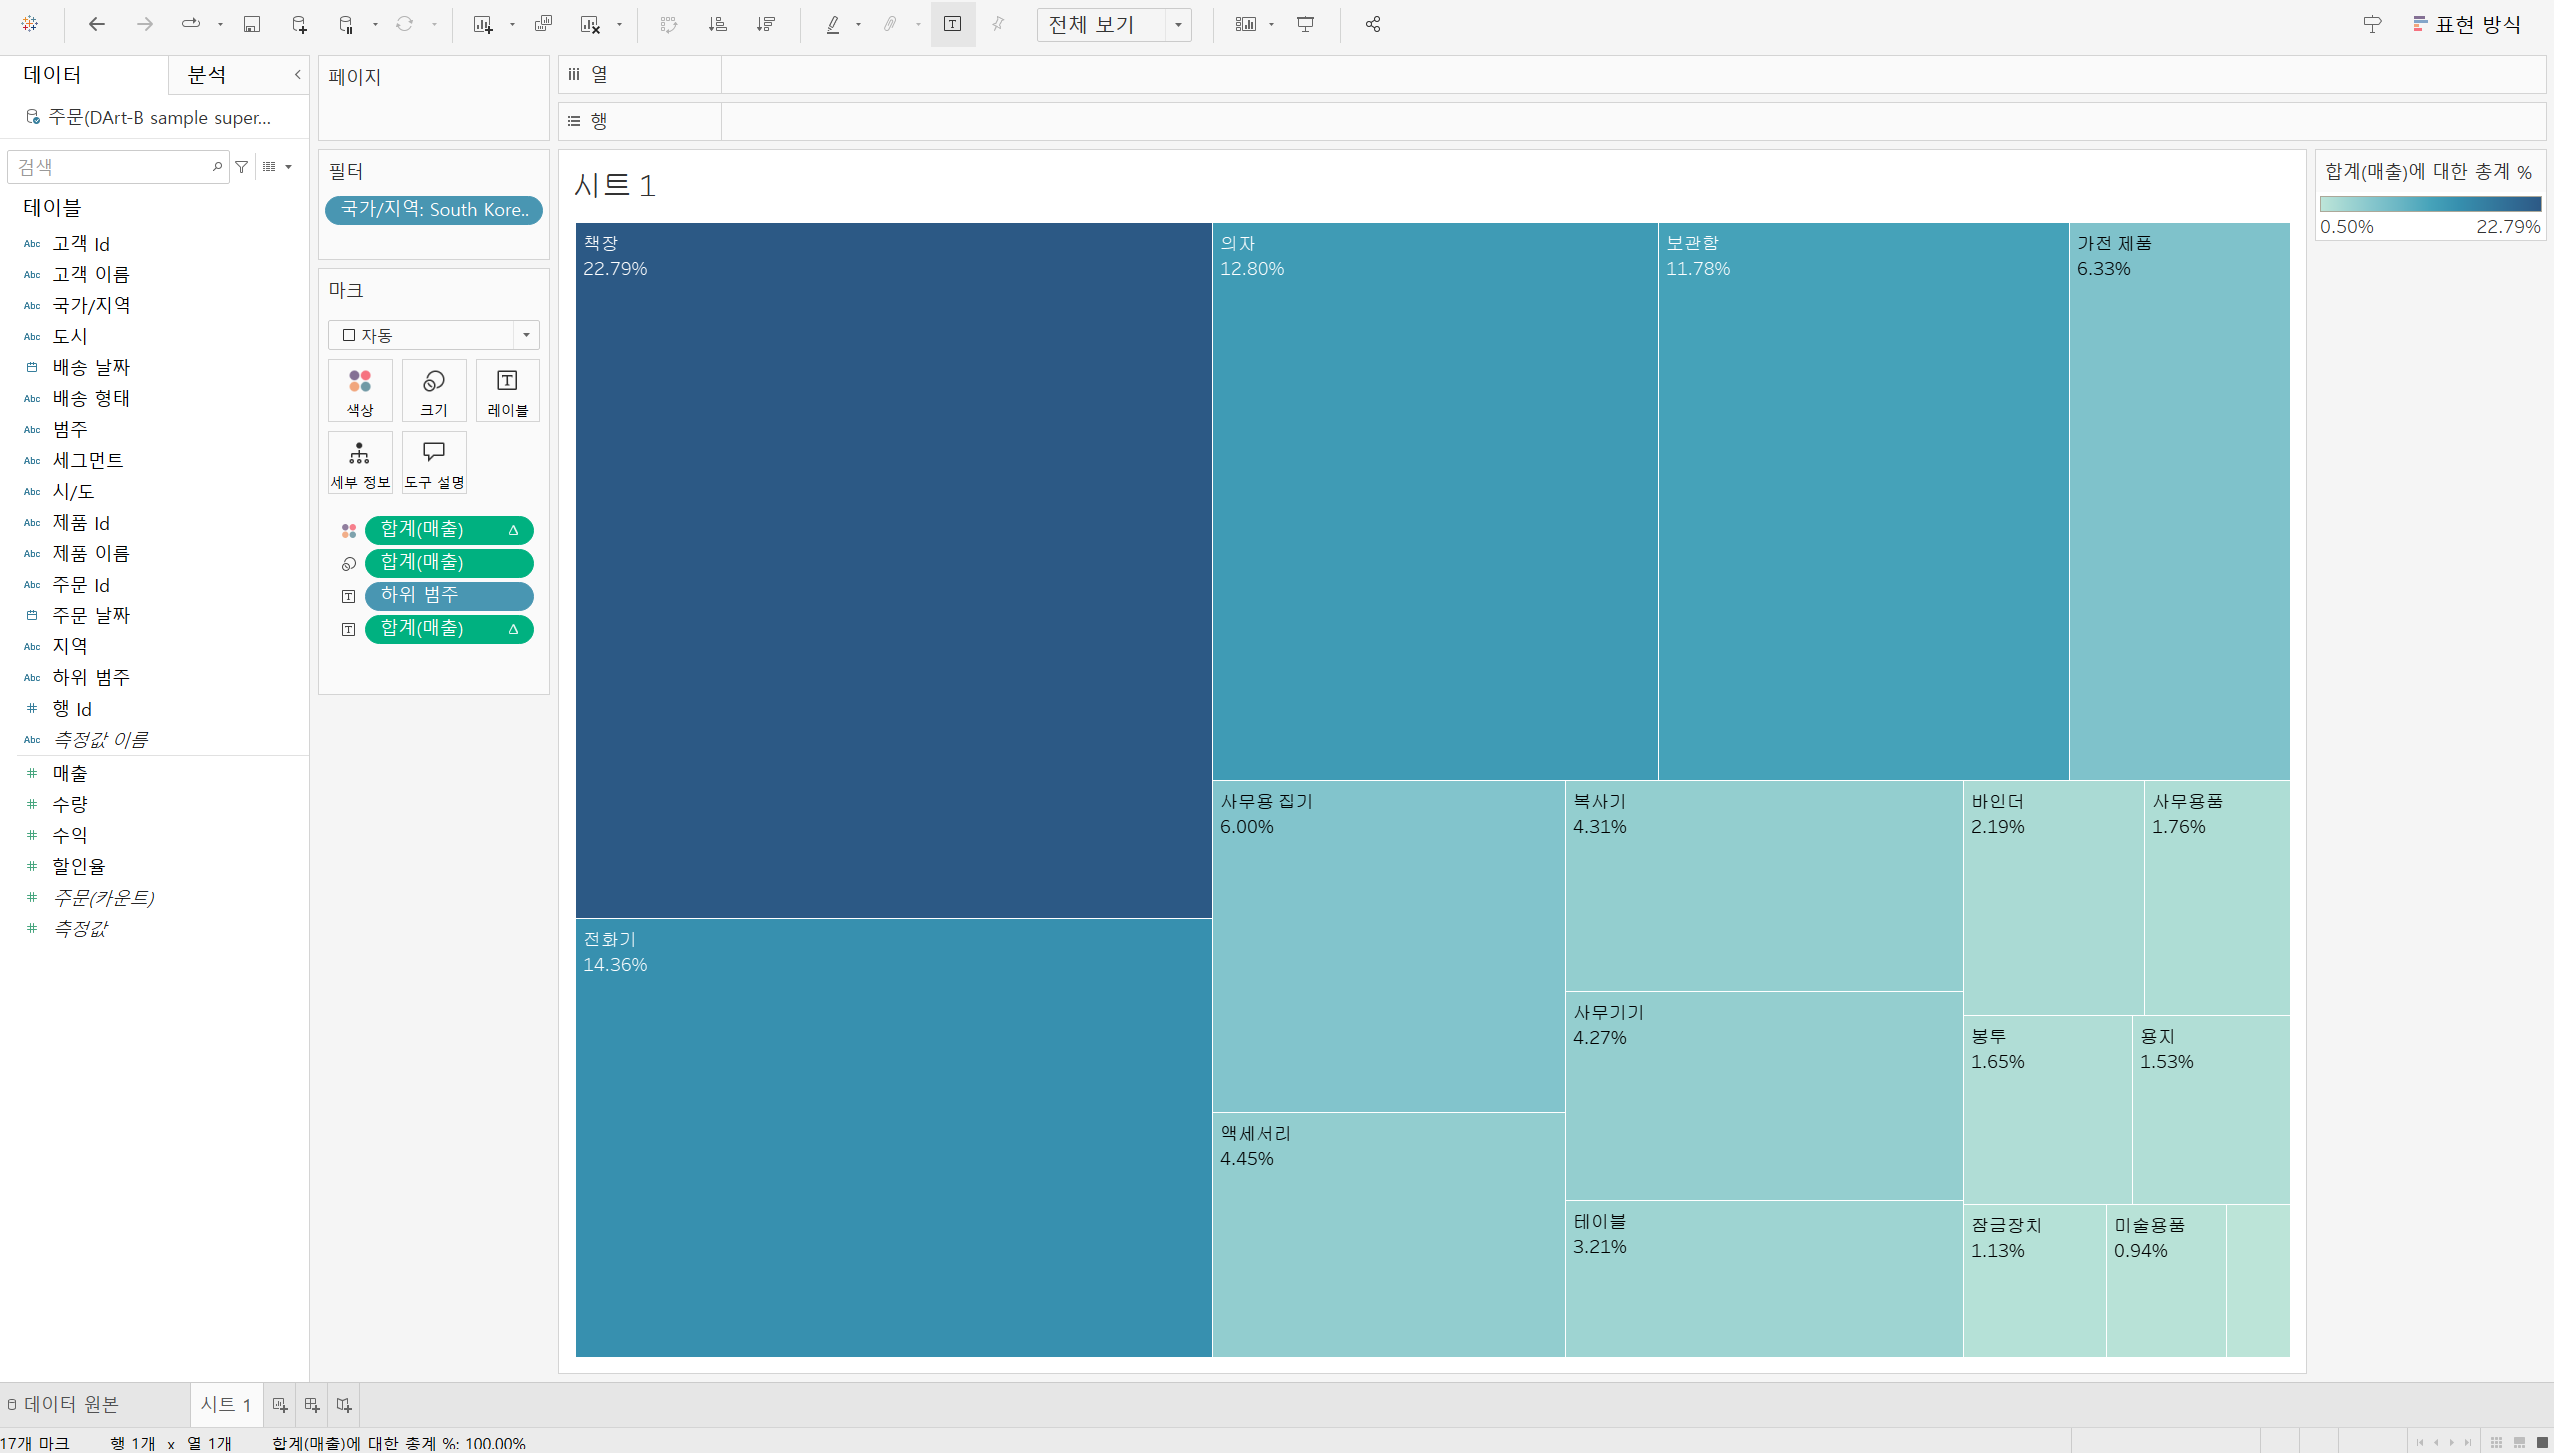 전체 보기
표현 방식
데이터
분석
주문(DArt-B sample super...
검색
테이블
Abc 고객 Id
Abc 고객 이름
Abc 국가/지역
Abc 도시
배송 날짜
Abc 배송 형태
Abc 범주
Abc 세그먼트
Abc 시/도
Abc 제품 Id
Abc 제품 이름
Abc 주문 Id
주문 날짜
Abc 지역
Abc 하위 범주
# 행 Id
Abc 측정값 이름
# 매출
# 수량
# 수익
# 할인율
# 주문(카운트)
# 측정값
페이지
필터
국가/지역: South Kore..
마크
자동
색상
크기
T
레이블
세부 정보
도구 설명
합계(매출) Δ
합계(매출)
T 하위 범주
T 합계(매출) Δ
열
행
시트 1
책장
22.79%
의자
12.80%
보관함
11.78%
가전 제품
6.33%
전화기
14.36%
사무용 집기
6.00%
복사기
4.31%
바인더
2.19%
사무용품
1.76%
사무기기
4.27%
봉투
1.65%
용지
1.53%
액세서리
4.45%
테이블
3.21%
잠금장치
1.13%
미술용품
0.94%
합계(매출)에 대한 총계 %
0.50% 22.79%
데이터 원본
시트 1
17개 마크 행 1개 x 열 1개 합계(매출)에 대한 총계 %: 100.00%